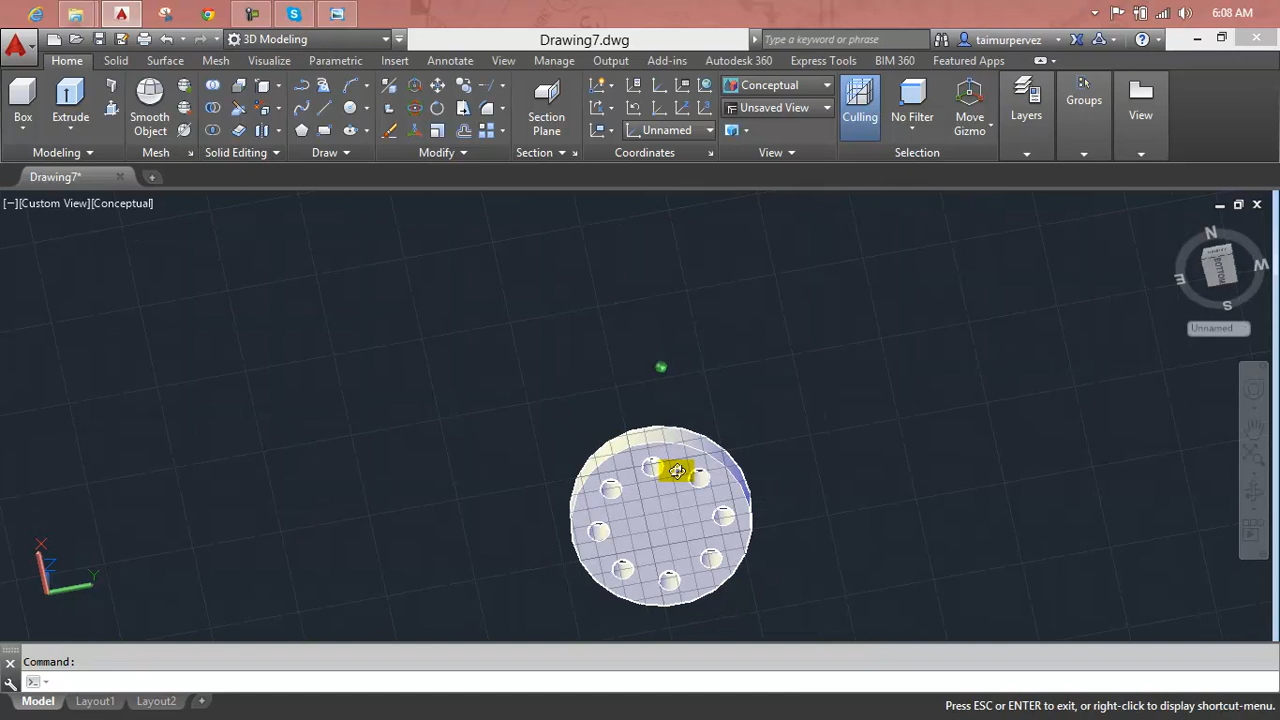 6:08 AM
3D Modeling
Drawing7.dwg
Type a keyword or phrase
taimurpervez
Home Solid Surface Mesh Visualize Parametric Insert Annotate View Manage Output Add-ins Autodesk 360 Express Tools BIM 360 Featured Apps
Conceptual
Unsaved View
Unnamed
Box
Extrude
Smooth
Object
Section
Plane
Culling
No Filter
Move
Gizmo
Layers
Groups
View
Modeling
Mesh
Solid Editing
Draw
Modify
Section
Coordinates
View
Selection
Drawing7*
[−][Custom View][Conceptual]
N
W
E
S
BOTTOM
Unnamed
X
Z
Y
Command:
Model
Layout1
Layout2
Press ESC or ENTER to exit, or right-click to display shortcut-menu.